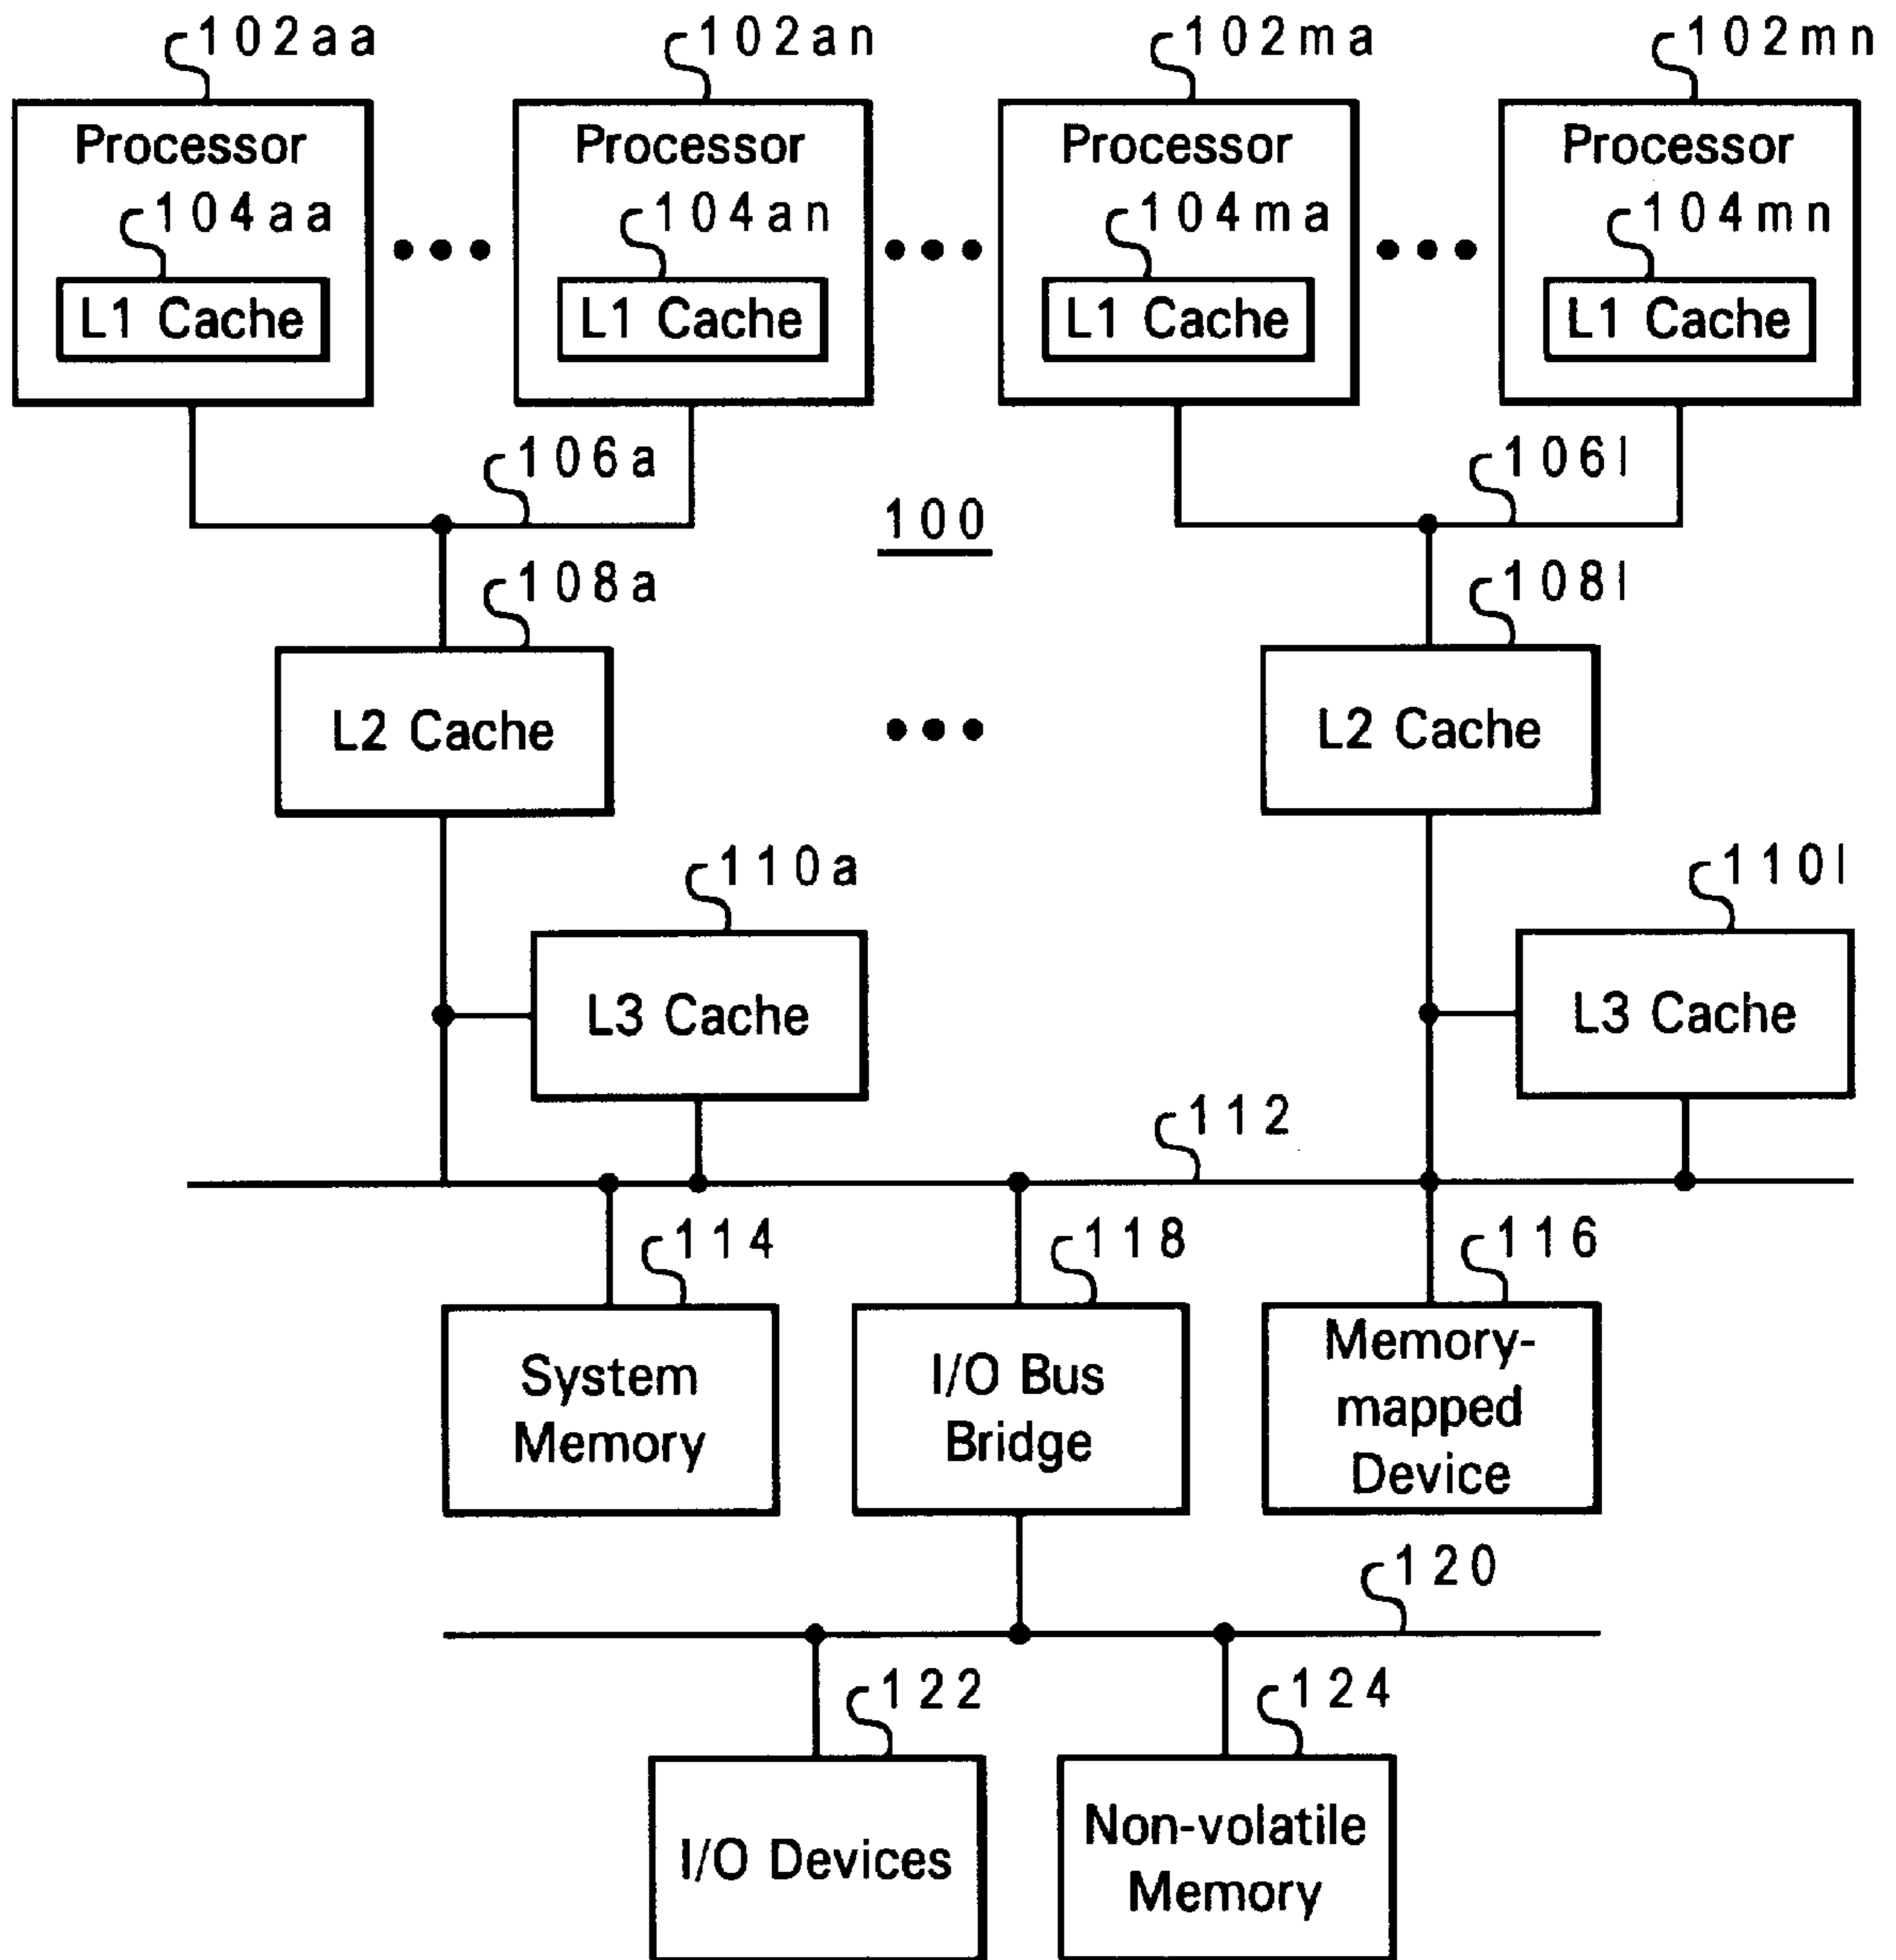 102aa 102an 102ma 102mn
Processor Processor Processor Processor
104aa 104an 104ma 104mn
L1 Cache L1 Cache L1 Cache L1 Cache
106a 106l
100
108a 108l
L2 Cache L2 Cache
110a 110l
L3 Cache L3 Cache
112
114 118 116
System
Memory
I/O Bus
Bridge
Memory-
mapped
Device
120
122 124
I/O Devices
Non-volatile
Memory